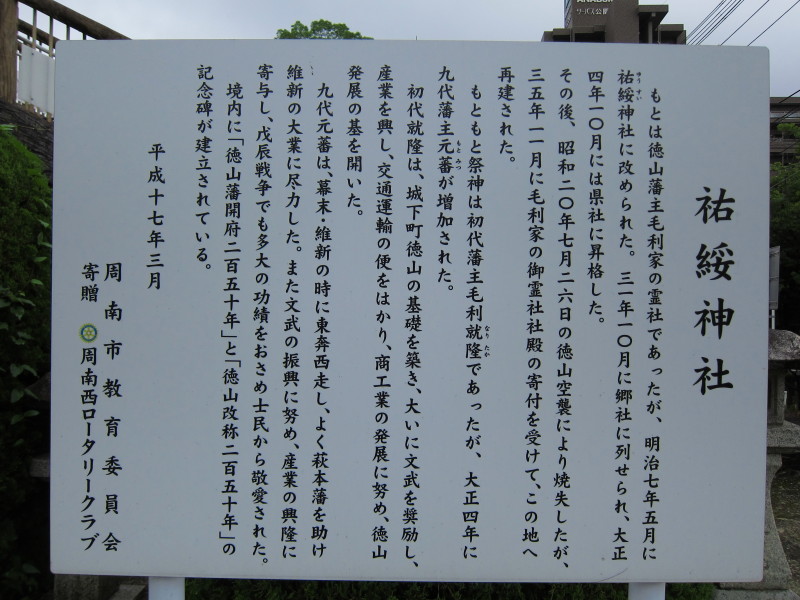 祐綏神社
もとは徳山藩主毛利家の霊社であったが、明治七年五月に
祐綏神社に改められた。三一年一〇月に郷社に列せられ、大正
ゆうすい
四年一〇月には県社に昇格した。
その後、昭和二〇年七月二六日の徳山空襲により焼失したが、
三五年一一月に毛利家の御霊社社殿の寄付を受けて、この地へ
再建された。
もともと祭神は初代藩主毛利就隆であったが、大正四年に
なりたか
九代藩主元蕃が増加された。
もとみつ
初代就隆は、城下町徳山の基礎を築き、大いに文武を奨励し、
産業を興し、交通運輸の便をはかり、商工業の発展に努め、徳山
発展の基を開いた。
九代元蕃は、幕末・維新の時に東奔西走し、よく萩本藩を助け
維新の大業に尽力した。また文武の振興に努め、産業の興隆に
寄与し、戊辰戦争でも多大の功績をおさめ士民から敬愛された。
境内に「徳山藩開府二百五十年」と「徳山改称二百五十年」の
記念碑が建立されている。
平成十七年三月
周南市教育委員会
寄贈 周南西ロータリークラブ
サーパス公園